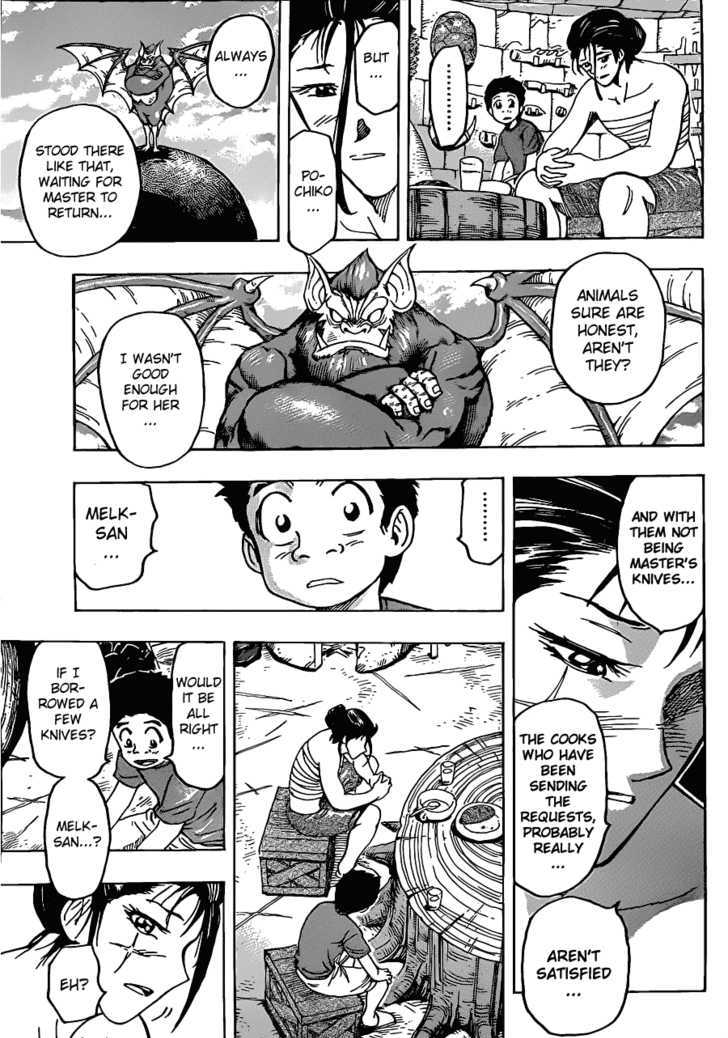 ............
BUT
...
PO-
CHIKO
...
ALWAYS
...
STOOD THERE
LIKE THAT,
WAITING FOR
MASTER TO
RETURN...
ANIMALS
SURE ARE
HONEST,
AREN'T
THEY?
I WASN'T
GOOD
ENOUGH
FOR HER
...
AND WITH
THEM NOT
BEING
MASTER'S
KNIVES...
THE COOKS
WHO HAVE
BEEN
SENDING
THE
REQUESTS,
PROBABLY
REALLY
...
AREN'T
SATISFIED
...
............
MELK-
SAN
...
WOULD
IT BE
ALL
RIGHT
...
IF I
BOR-
ROWED A
FEW
KNIVES?
MELK-
SAN...?
EH?